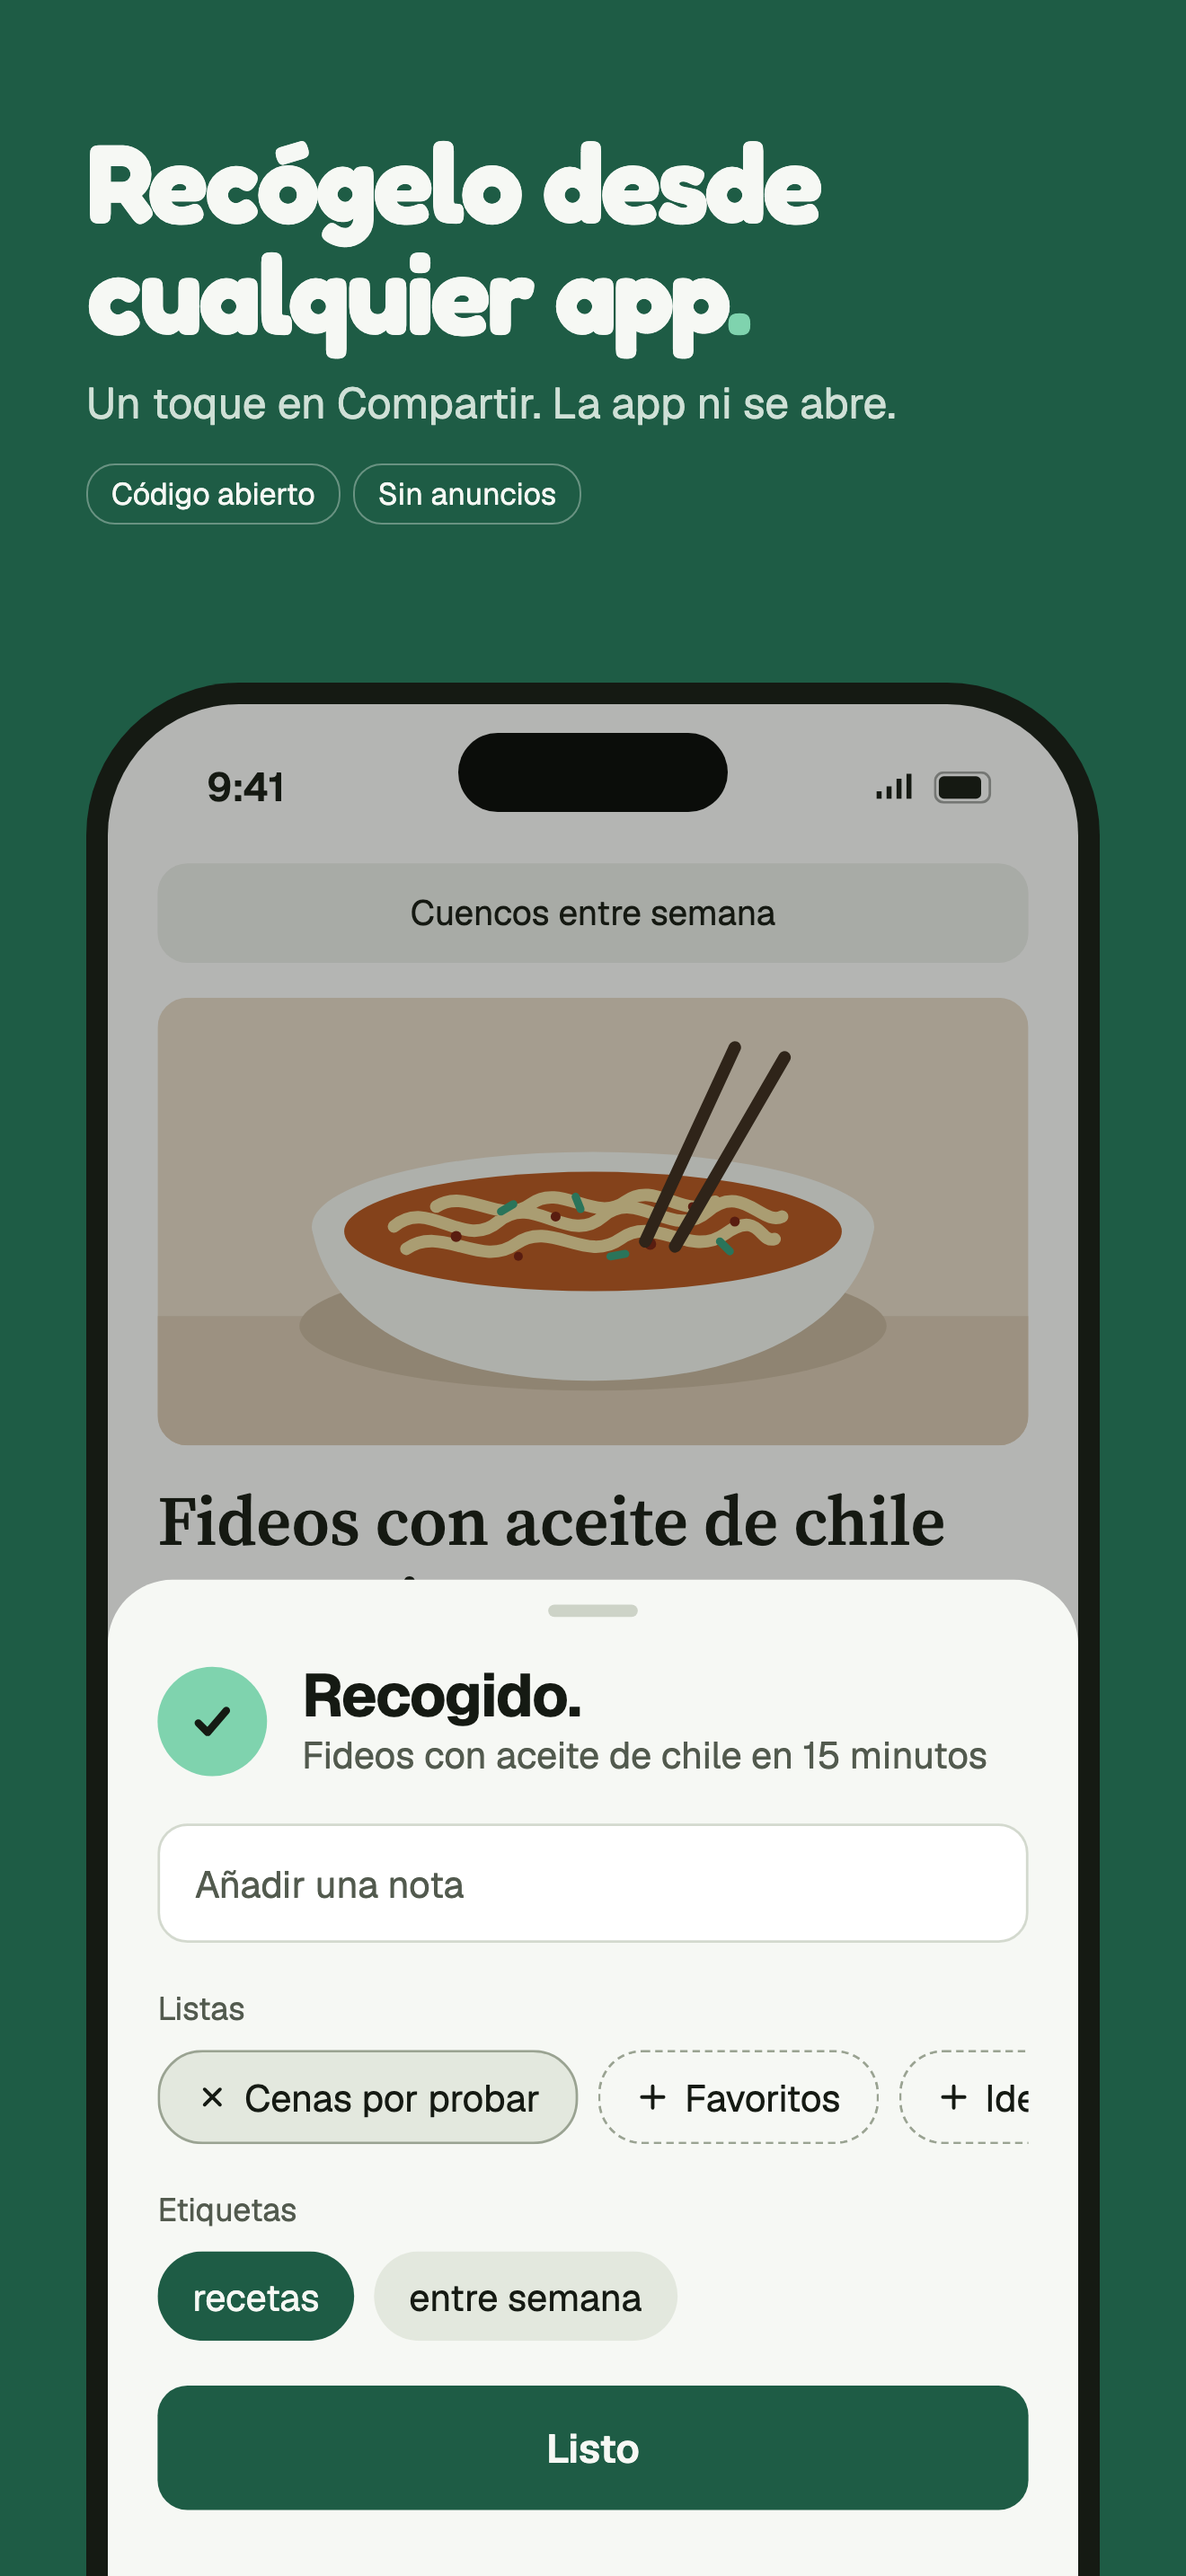 Recógelo desde
cualquier app.
Un toque en Compartir. La app ni se abre.
Código abierto
Sin anuncios
9:41
Cuencos entre semana
Fideos con aceite de chile
Recogido.
Fideos con aceite de chile en 15 minutos
Añadir una nota
Listas
× Cenas por probar
+ Favoritos
+ Ide
Etiquetas
recetas
entre semana
Listo